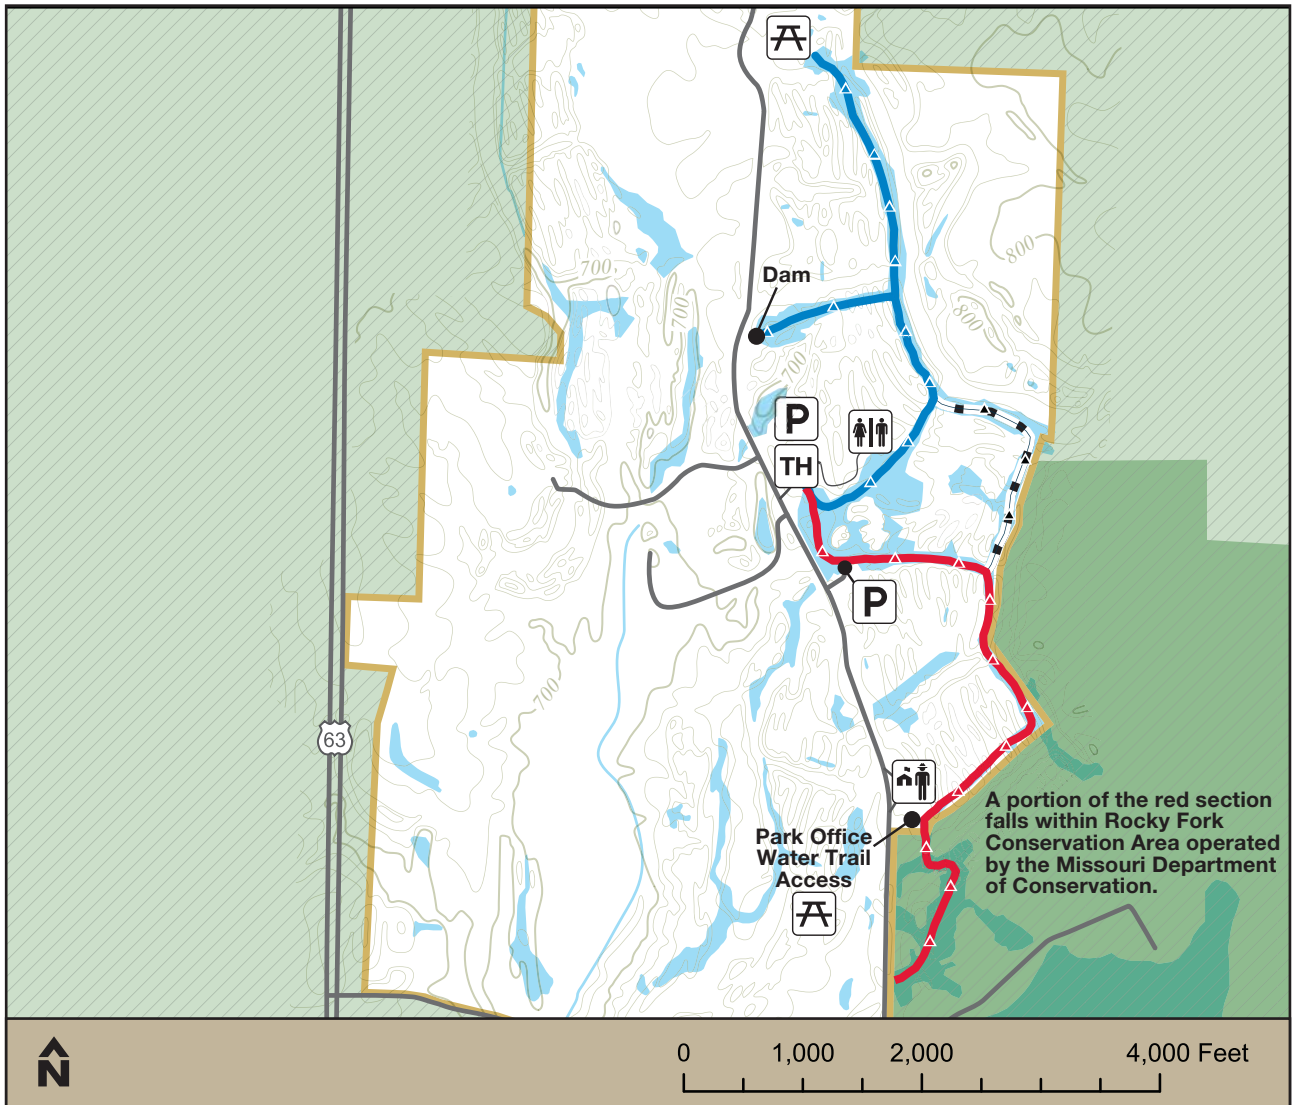 700
800
Dam
700
800
700
P
TH
P
700
63
A portion of the red section
falls within Rocky Fork
Conservation Area operated
by the Missouri Department
of Conservation.
Park Office
Water Trail
Access
N
0 1,000 2,000 4,000 Feet